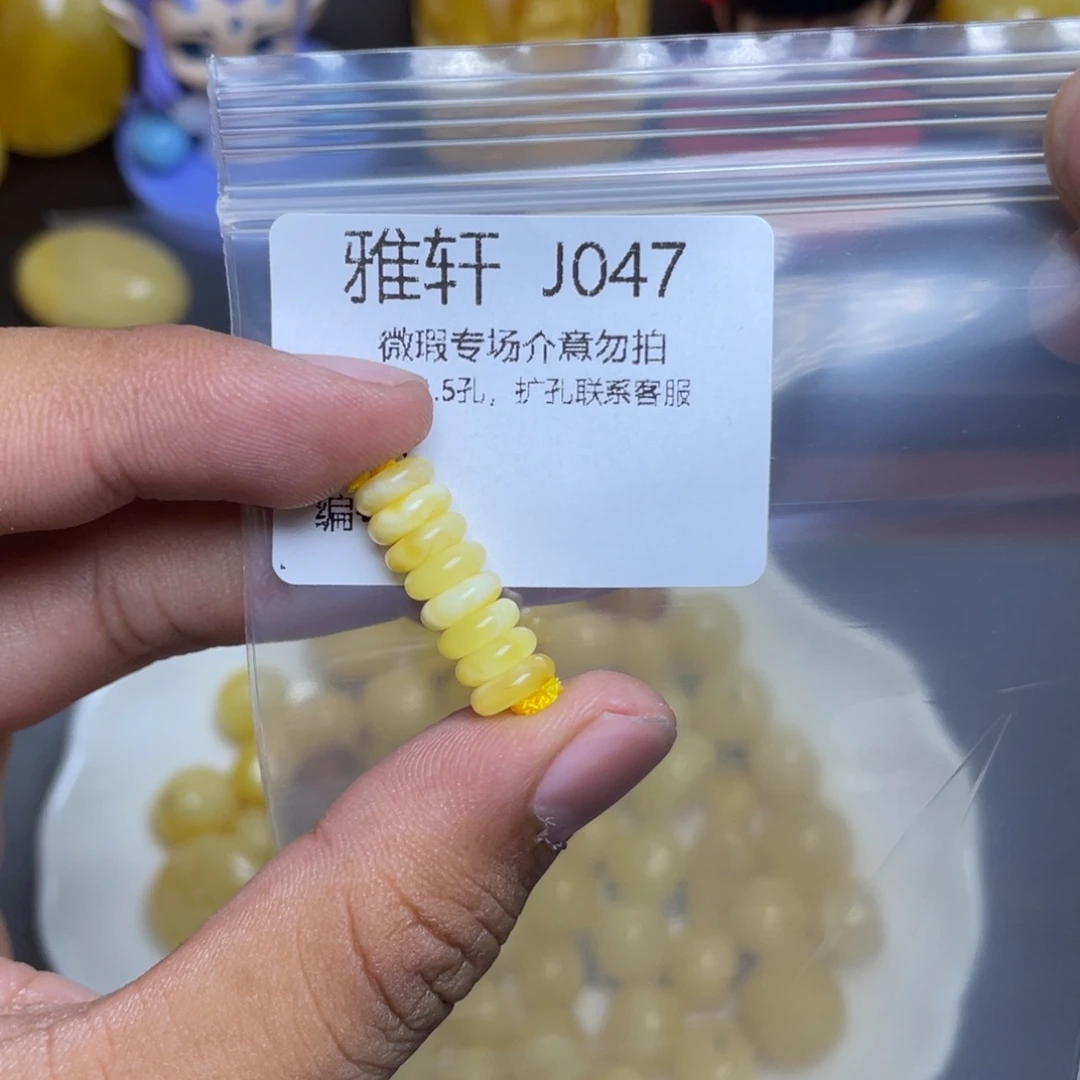 雅轩 J047
微瑕专场介意勿拍
.5孔，扩孔联系客服
编